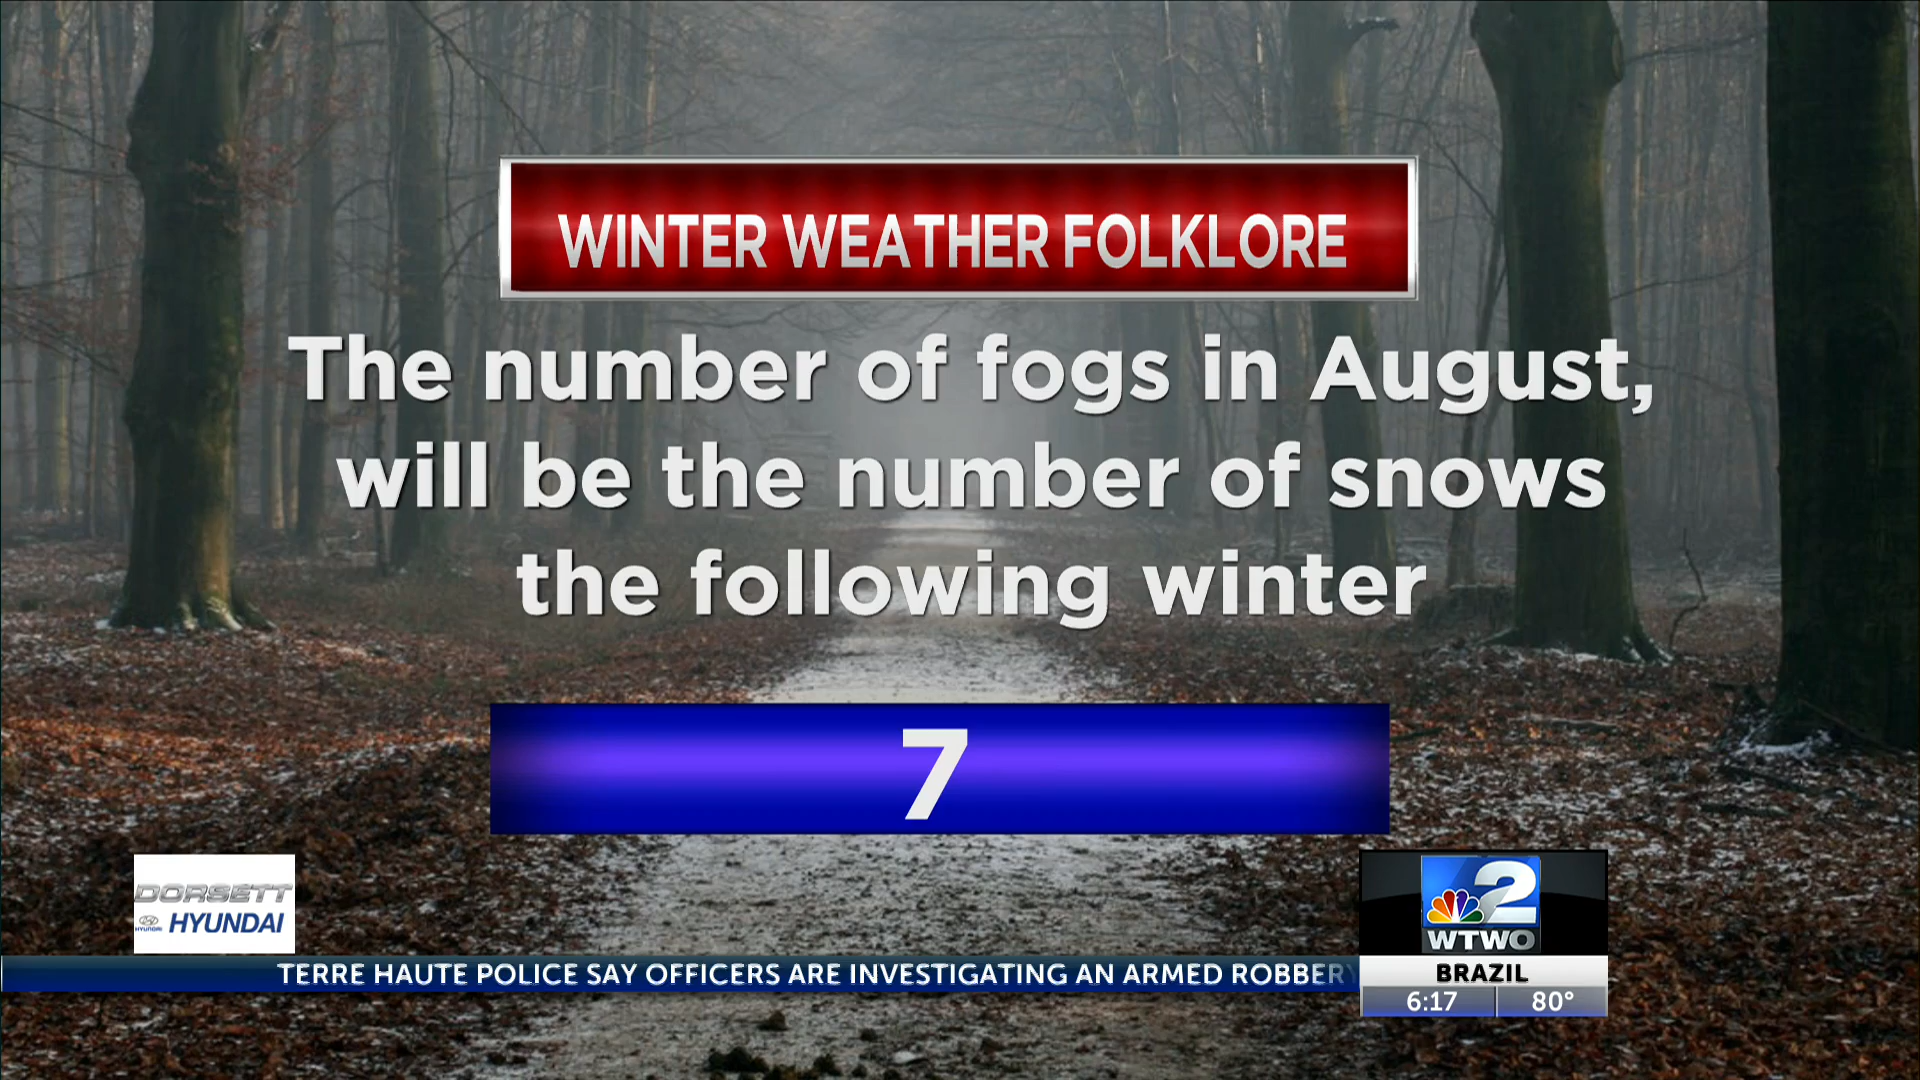 WINTER WEATHER FOLKLORE
The number of fogs in August,
will be the number of snows
the following winter
7
DORSETT
HYUNDAI HYUNDAI
2
WTWO
TERRE HAUTE POLICE SAY OFFICERS ARE INVESTIGATING AN ARMED ROBBERY
BRAZIL
6:17 80°